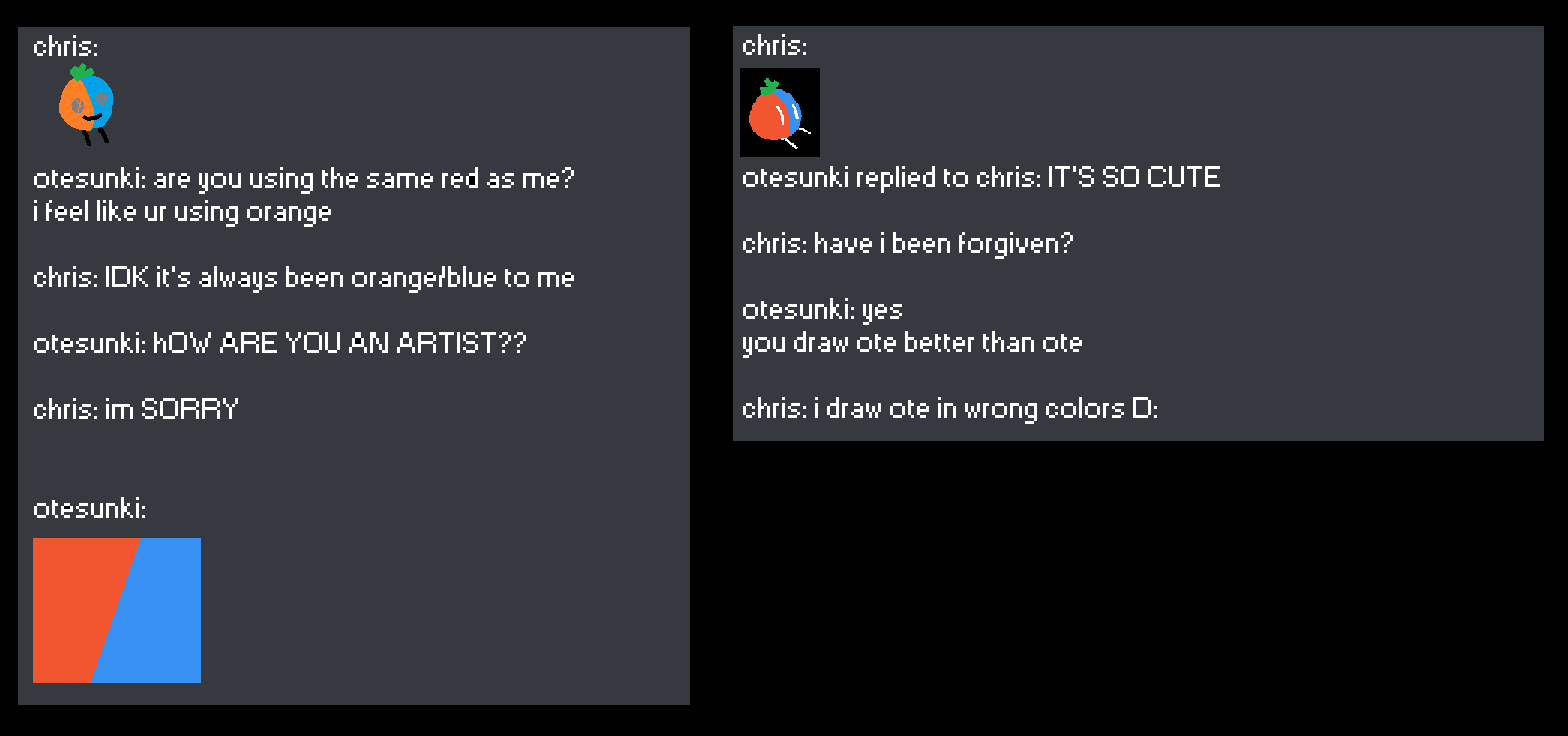 chris:
otesunki: are you using the same red as me?
i feel like ur using orange
chris: IDK it's always been orange/blue to me
otesunki: hOW ARE YOU AN ARTIST??
chris: im SORRY
otesunki:
chris:
otesunki replied to chris: IT'S SO CUTE
chris: have i been forgiven?
otesunki: yes
you draw ote better than ote
chris: i draw ote in wrong colors D: